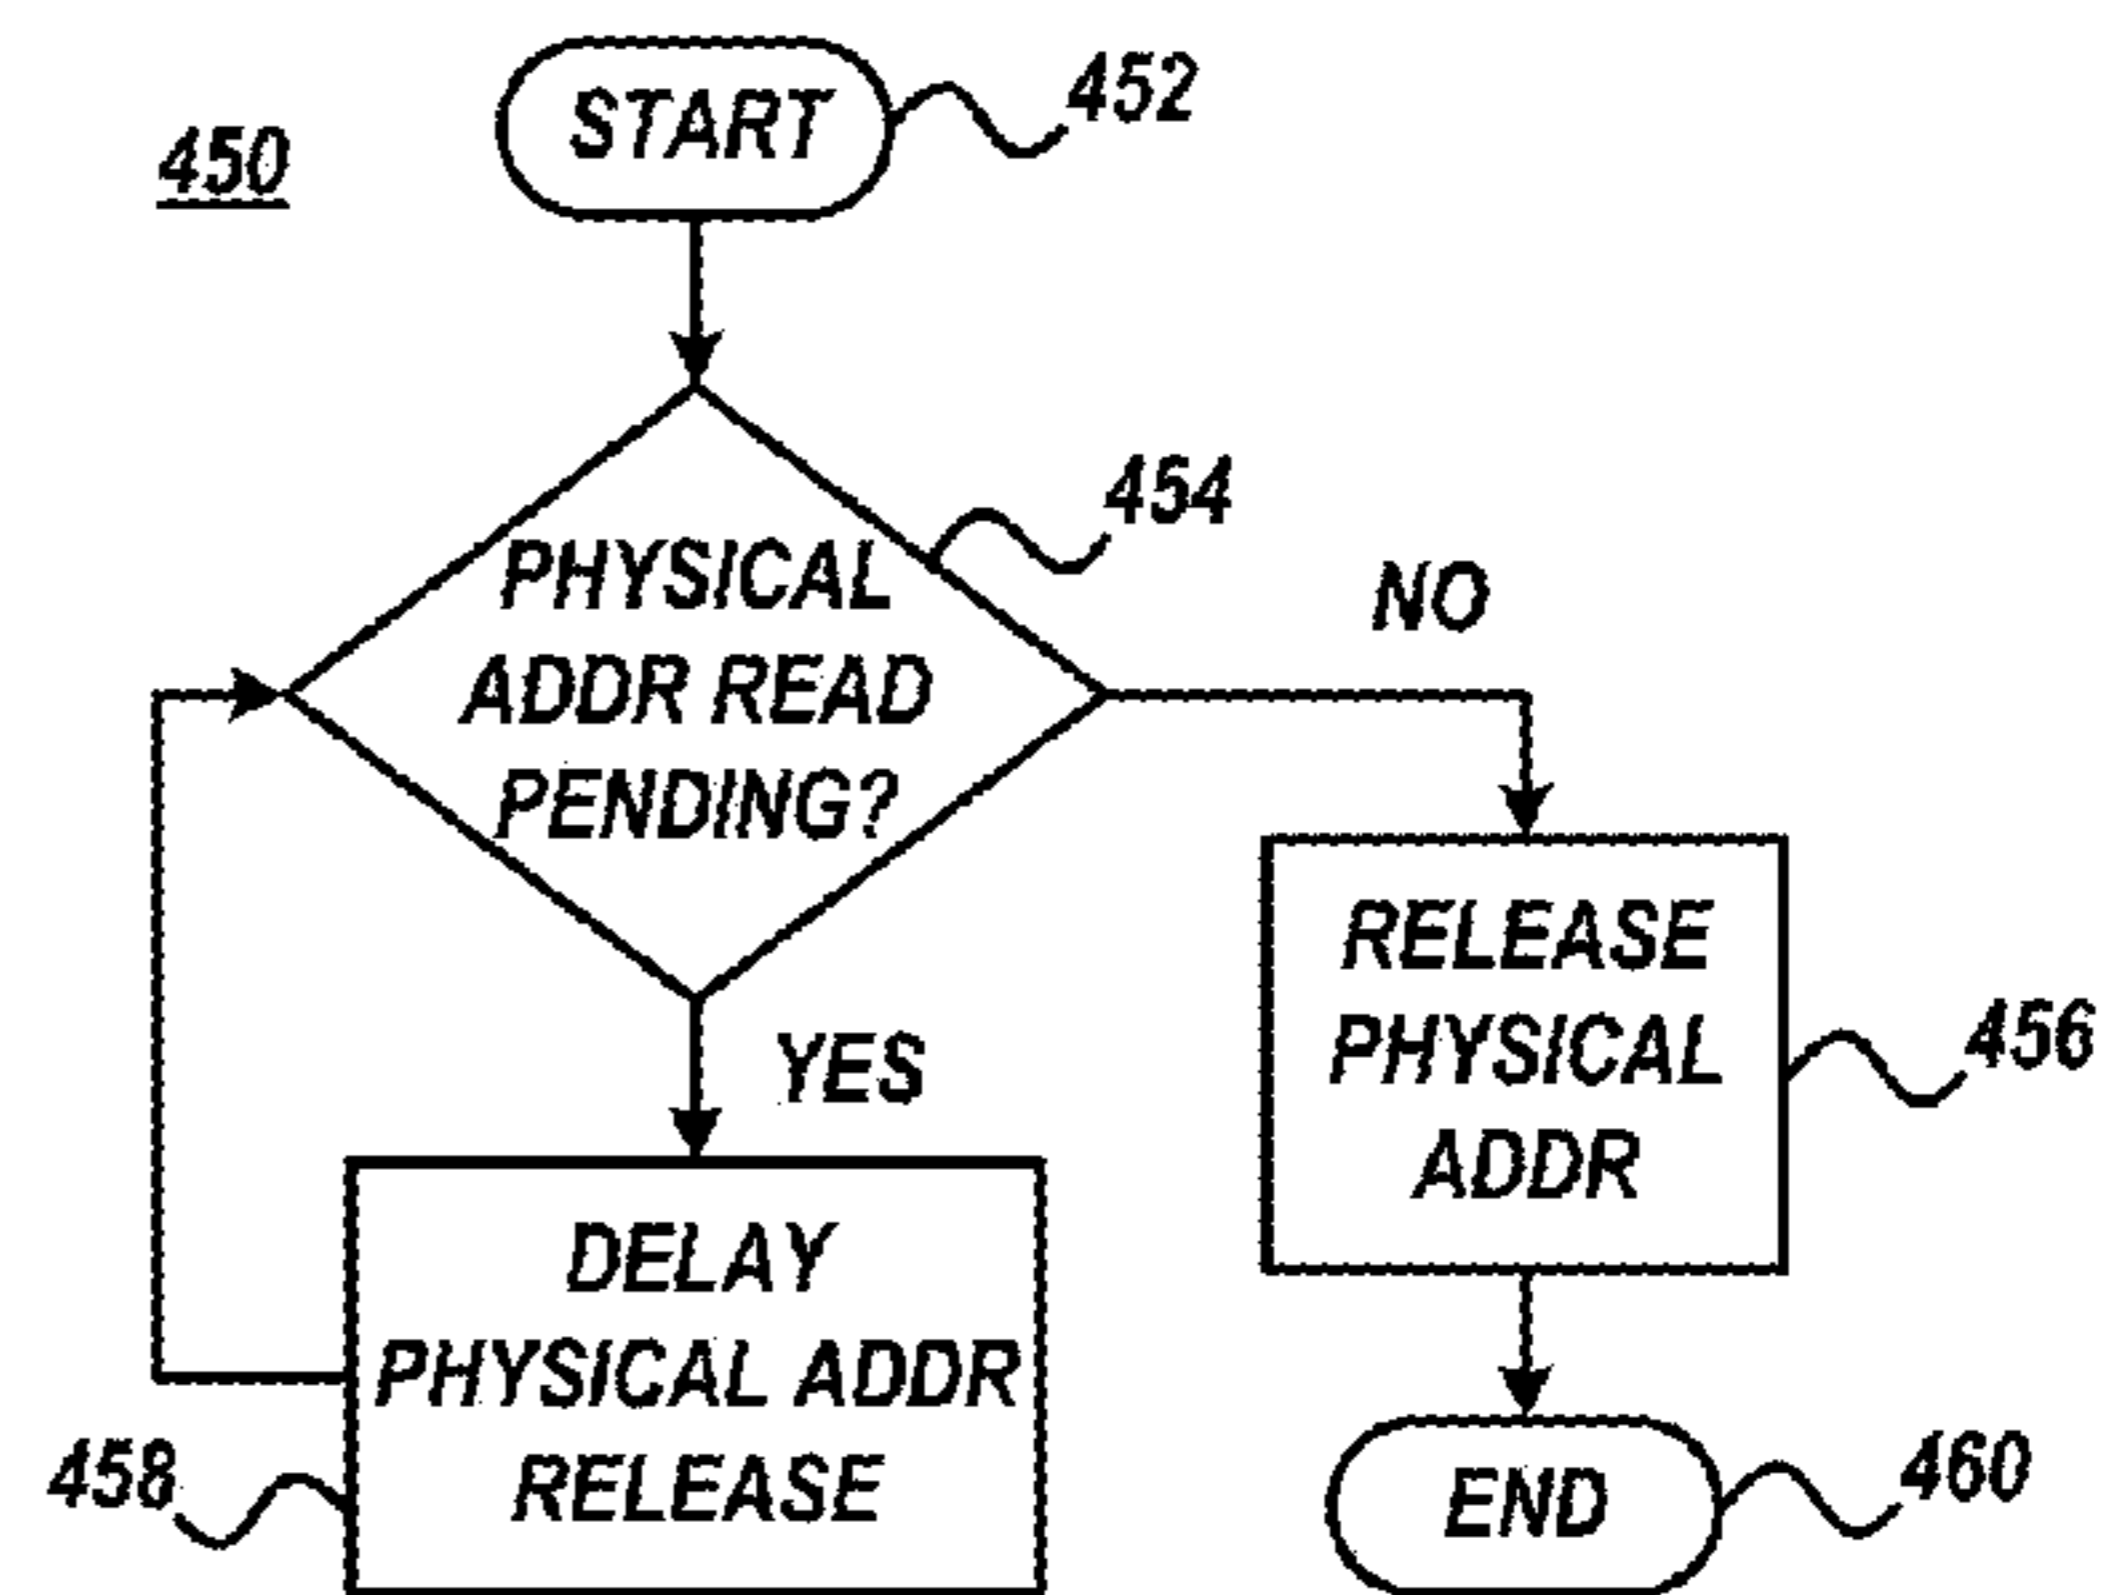 START
452
450
PHYSICAL
ADDR READ
PENDING?
454
NO
YES
RELEASE
PHYSICAL
ADDR
456
DELAY
PHYSICAL ADDR
RELEASE
458
END
460